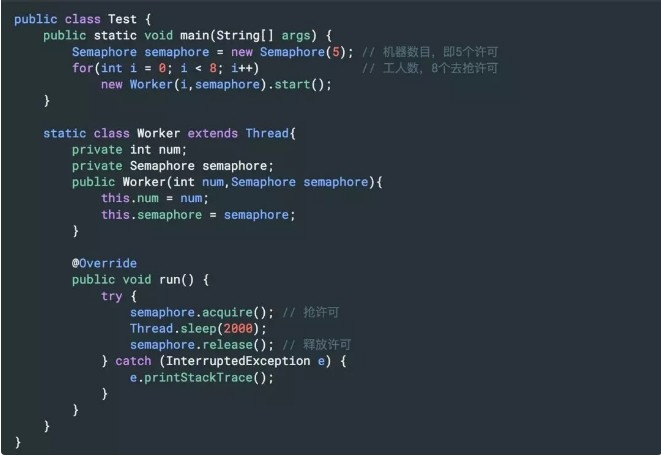 public class Test {
    public static void main(String[] args) {
        Semaphore semaphore = new Semaphore(5); // 机器数目，即5个许可
        for(int i = 0; i < 8; i++)              // 工人数，8个去抢许可
            new Worker(i,semaphore).start();
    }

    static class Worker extends Thread{
        private int num;
        private Semaphore semaphore;
        public Worker(int num,Semaphore semaphore){
            this.num = num;
            this.semaphore = semaphore;
        }

        @Override
        public void run() {
            try {
                semaphore.acquire(); // 抢许可
                Thread.sleep(2000);
                semaphore.release(); // 释放许可
            } catch (InterruptedException e) {
                e.printStackTrace();
            }
        }
    }
}